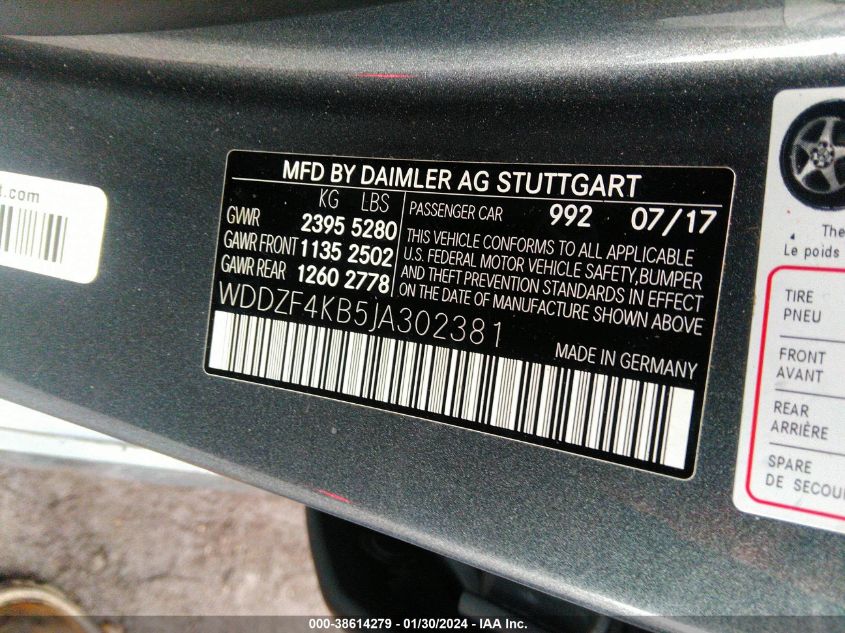 MFD BY DAIMLER AG STUTTGART
KG LBS
GVWR 2395 5280
GAWR FRONT 1135 2502
GAWR REAR 1260 2778
PASSENGER CAR 992 07/17
THIS VEHICLE CONFORMS TO ALL APPLICABLE
U.S. FEDERAL MOTOR VEHICLE SAFETY,BUMPER
AND THEFT PREVENTION STANDARDS IN EFFECT
ON THE DATE OF MANUFACTURE SHOWN ABOVE
WDDZF4KB5JA302381
MADE IN GERMANY
.com
The
Le poids
TIRE
PNEU
FRONT
AVANT
REAR
ARRIÈRE
SPARE
DE SECOU
000-38614279 - 01/30/2024 - IAA Inc.